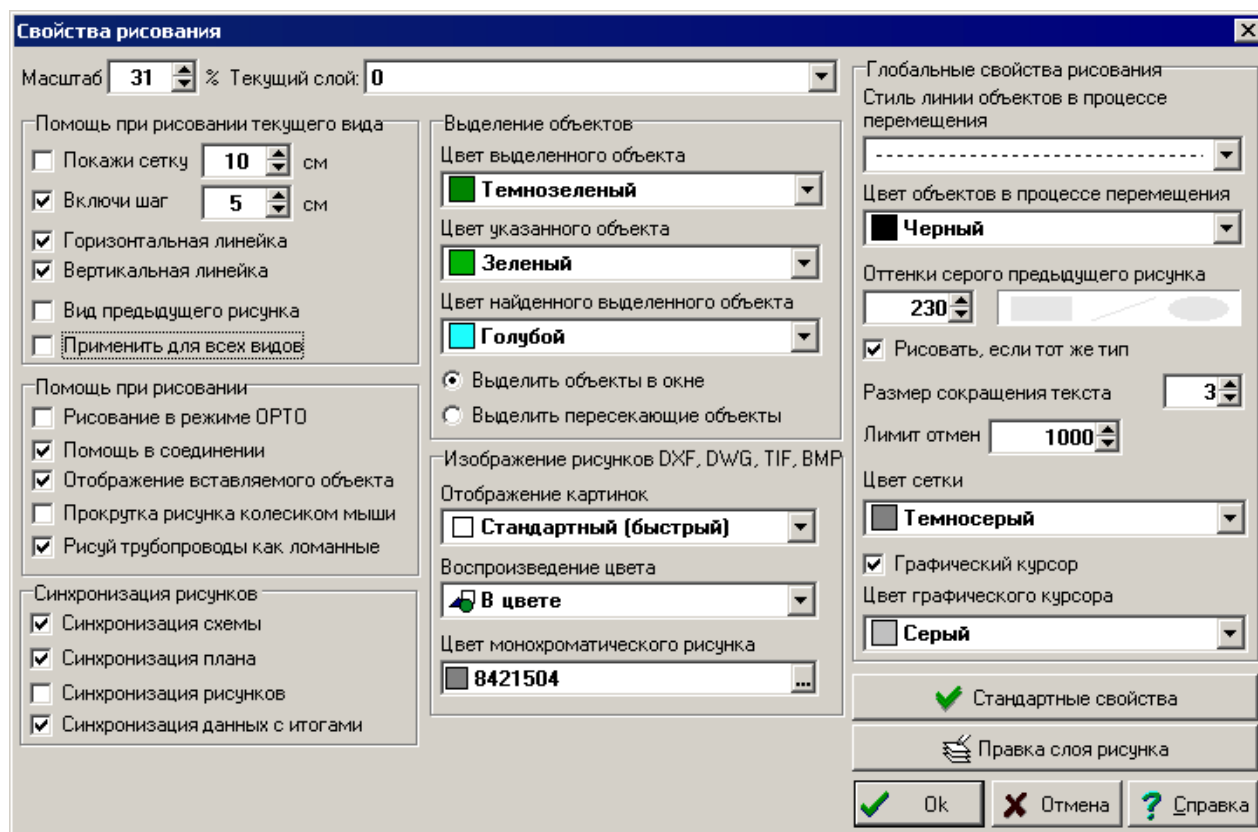 Свойства рисования
Масштаб 31 % Текущий слой: 0
Помощь при рисовании текущего вида
Покажи сетку 10 см
Включи шаг 5 см
Горизонтальная линейка
Вертикальная линейка
Вид предыдущего рисунка
Применить для всех видов
Помощь при рисовании
Рисование в режиме ОРТО
Помощь в соединении
Отображение вставляемого объекта
Прокрутка рисунка колесиком мыши
Рисуй трубопроводы как ломанные
Синхронизация рисунков
Синхронизация схемы
Синхронизация плана
Синхронизация рисунков
Синхронизация данных с итогами
Выделение объектов
Цвет выделенного объекта
Темнозеленый
Цвет указанного объекта
Зеленый
Цвет найденного выделенного объекта
Голубой
Выделить объекты в окне
Выделить пересекающие объекты
Изображение рисунков DXF, DWG, TIF, BMP
Отображение картинок
Стандартный (быстрый)
Воспроизведение цвета
В цвете
Цвет монохроматического рисунка
8421504 ...
Глобальные свойства рисования
Стиль линии объектов в процессе
перемещения
Цвет объектов в процессе перемещения
Черный
Оттенки серого предыдущего рисунка
230
Рисовать, если тот же тип
Размер сокращения текста 3
Лимит отмен 1000
Цвет сетки
Темносерый
Графический курсор
Цвет графического курсора
Серый
Стандартные свойства
Правка слоя рисунка
Ok Отмена Справка